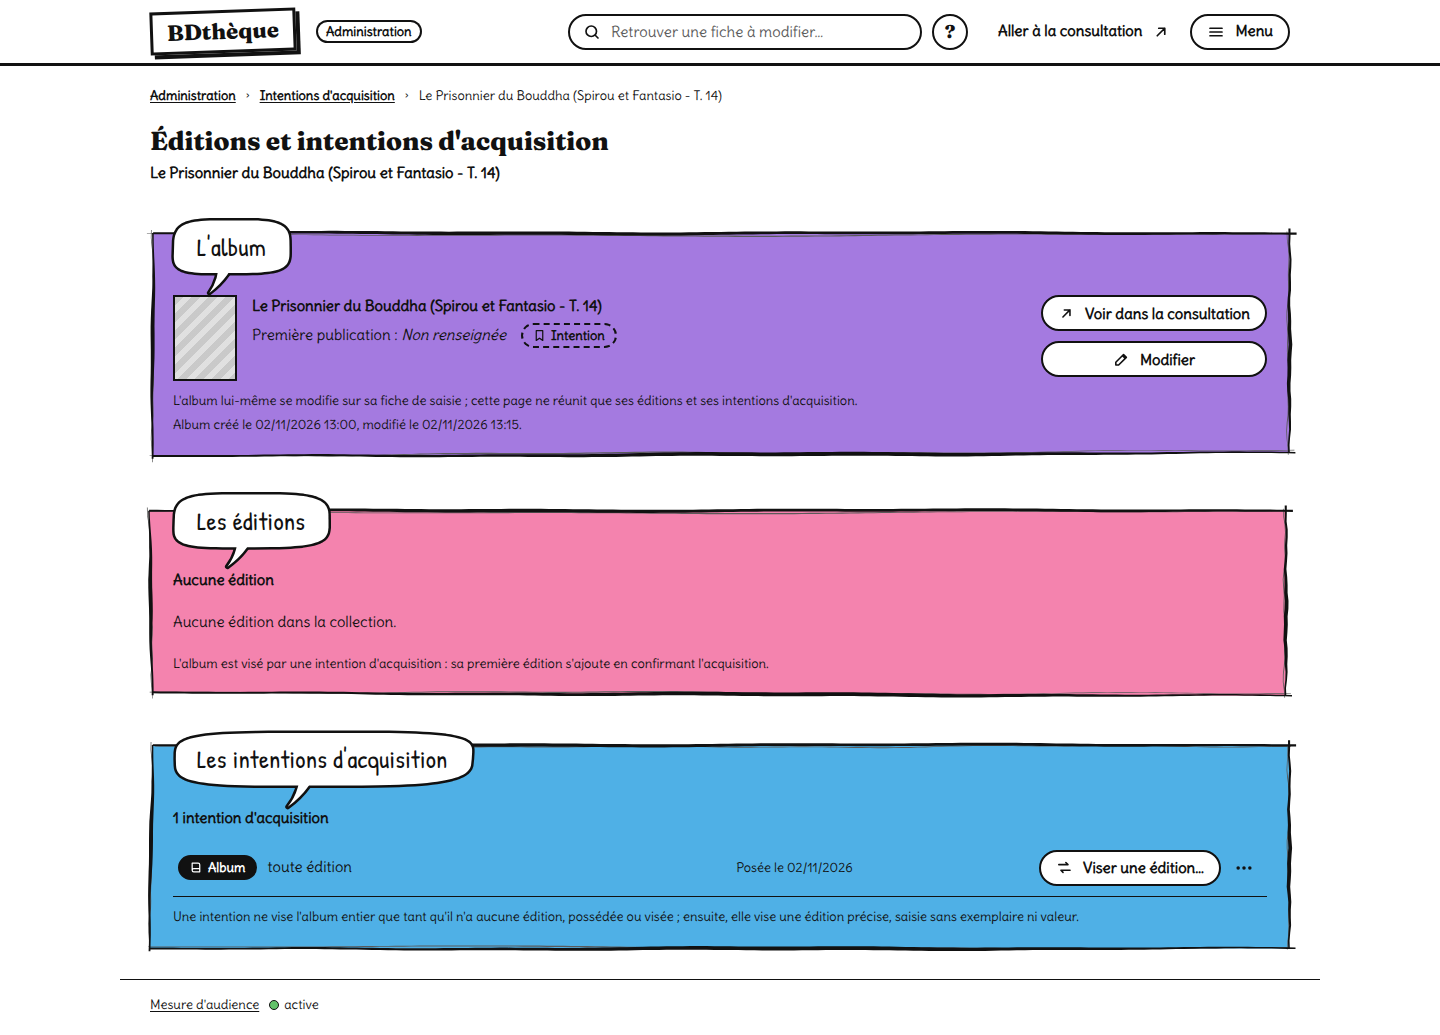 BDthèque
Administration
Retrouver une fiche à modifier...
?
Aller à la consultation
Menu
Administration › Intentions d'acquisition › Le Prisonnier du Bouddha (Spirou et Fantasio - T. 14)
Éditions et intentions d'acquisition
Le Prisonnier du Bouddha (Spirou et Fantasio - T. 14)
L'album
Le Prisonnier du Bouddha (Spirou et Fantasio - T. 14)
Première publication : Non renseignée
Intention
Voir dans la consultation
Modifier
L'album lui-même se modifie sur sa fiche de saisie ; cette page ne réunit que ses éditions et ses intentions d'acquisition.
Album créé le 02/11/2026 13:00, modifié le 02/11/2026 13:15.
Les éditions
Aucune édition
Aucune édition dans la collection.
L'album est visé par une intention d'acquisition : sa première édition s'ajoute en confirmant l'acquisition.
Les intentions d'acquisition
1 intention d'acquisition
Album toute édition
Posée le 02/11/2026
Viser une édition...
Une intention ne vise l'album entier que tant qu'il n'a aucune édition, possédée ou visée ; ensuite, elle vise une édition précise, saisie sans exemplaire ni valeur.
Mesure d'audience
active